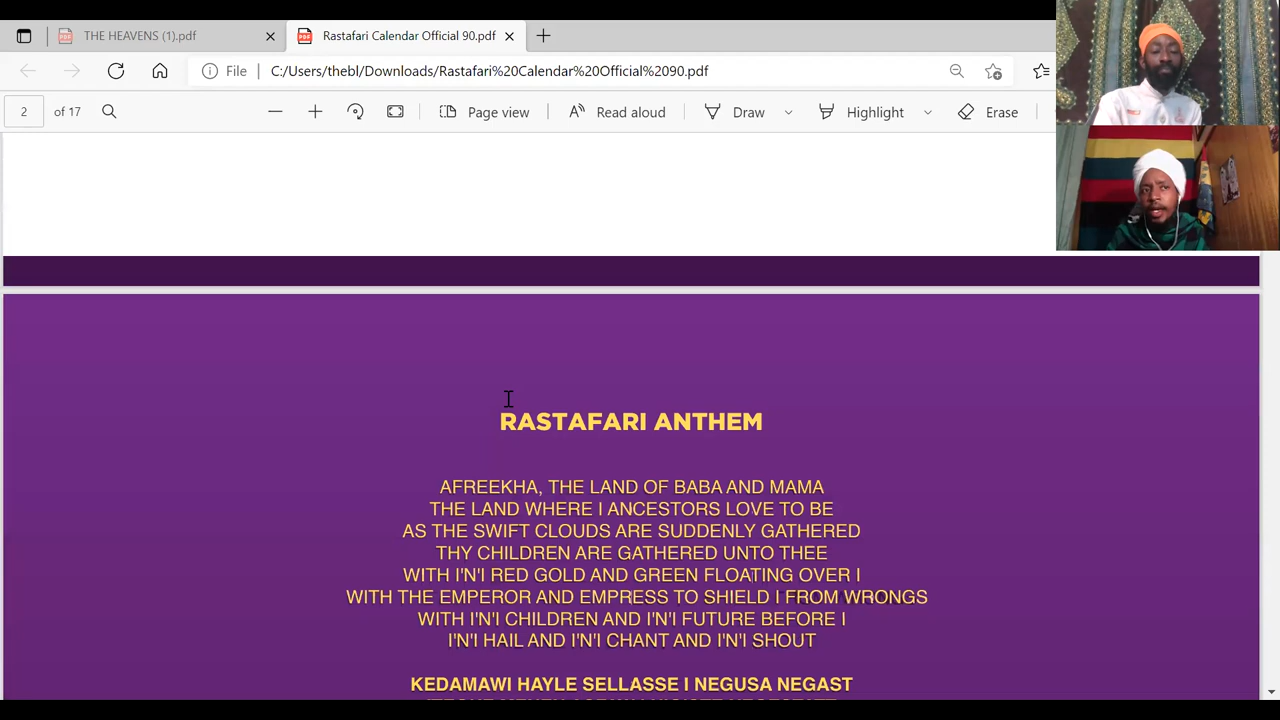 THE HEAVENS (1).pdf
Rastafari Calendar Official 90.pdf
File
C:/Users/thebl/Downloads/Rastafari%20Calendar%20Official%2090.pdf
2 of 17
Page view
Read aloud
Draw
Highlight
Erase
RASTAFARI ANTHEM
AFREEKHA, THE LAND OF BABA AND MAMA
THE LAND WHERE I ANCESTORS LOVE TO BE
AS THE SWIFT CLOUDS ARE SUDDENLY GATHERED
THY CHILDREN ARE GATHERED UNTO THEE
WITH I'N'I RED GOLD AND GREEN FLOATING OVER I
WITH THE EMPEROR AND EMPRESS TO SHIELD I FROM WRONGS
WITH I'N'I CHILDREN AND I'N'I FUTURE BEFORE I
I'N'I HAIL AND I'N'I CHANT AND I'N'I SHOUT
KEDAMAWI HAYLE SELLASSE I NEGUSA NEGAST